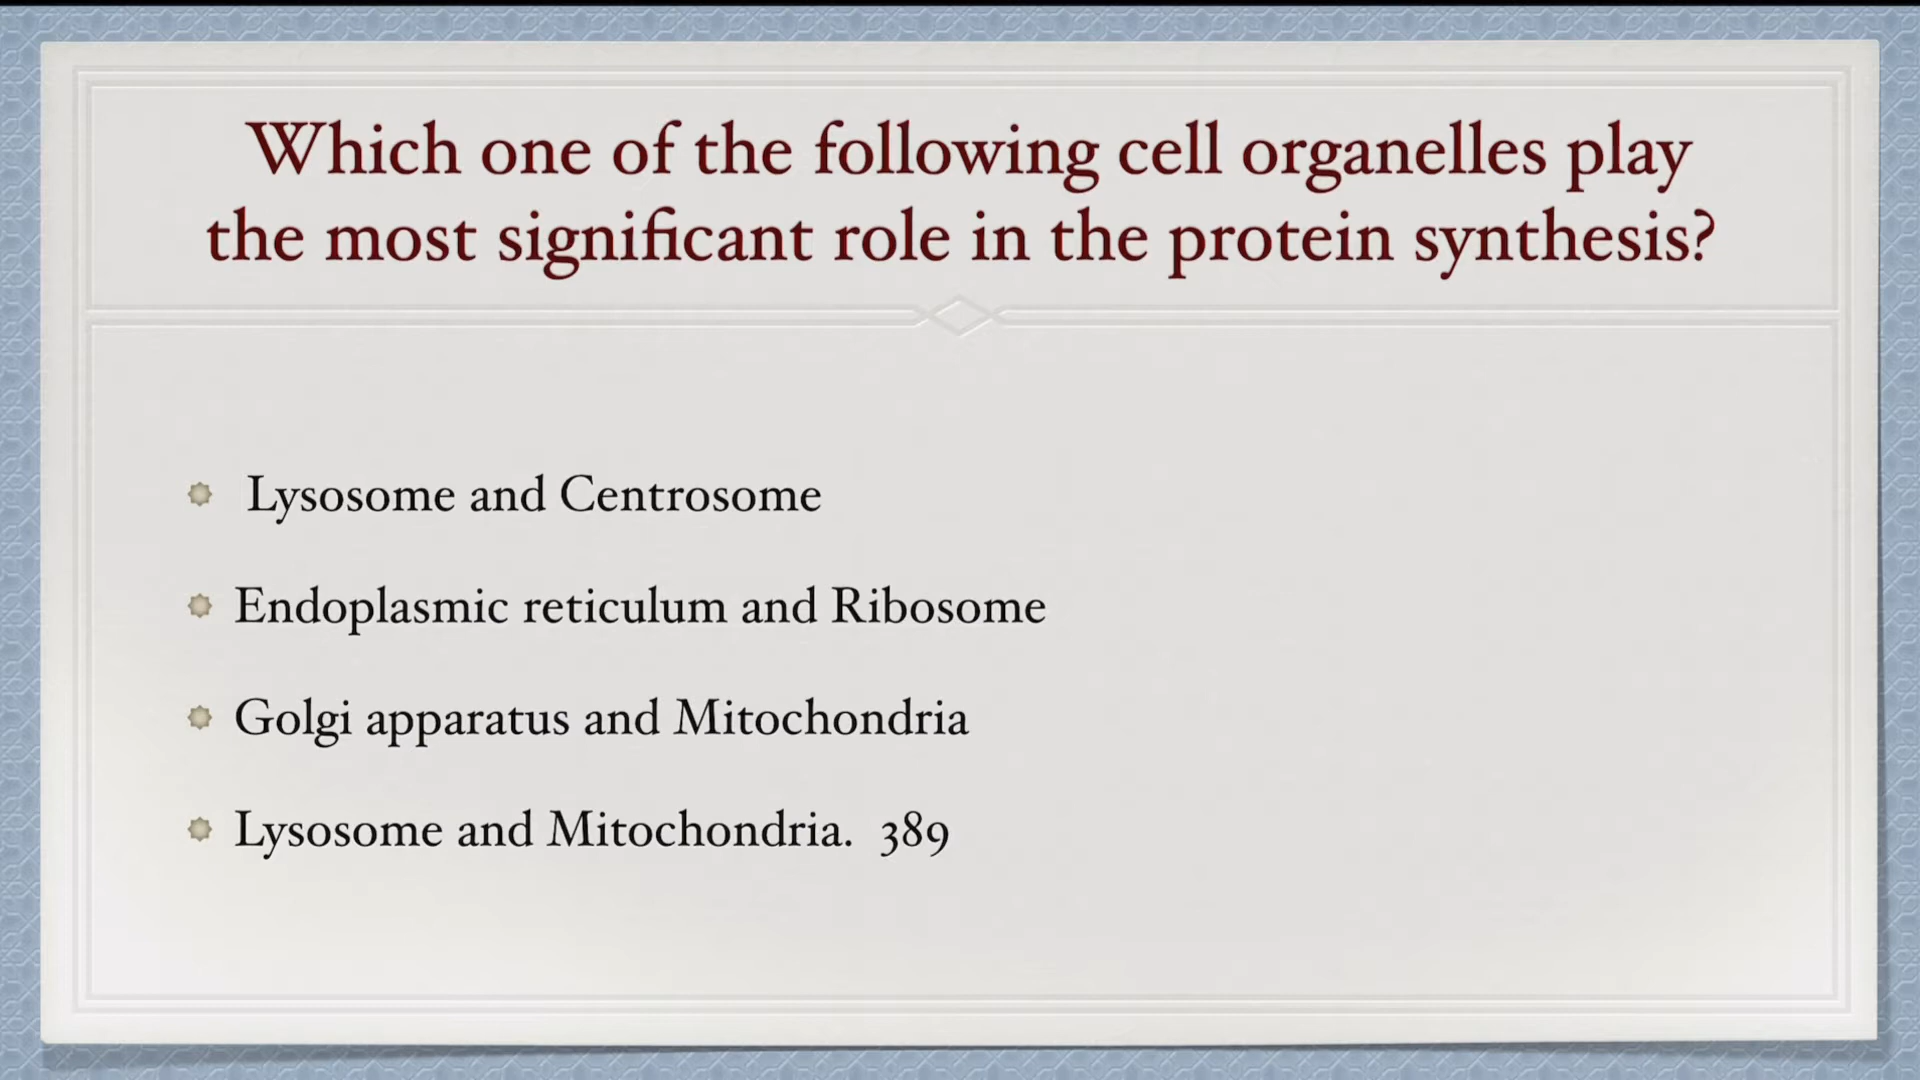 Which one of the following cell organelles play
the most significant role in the protein synthesis?
Lysosome and Centrosome
Endoplasmic reticulum and Ribosome
Golgi apparatus and Mitochondria
Lysosome and Mitochondria. 389